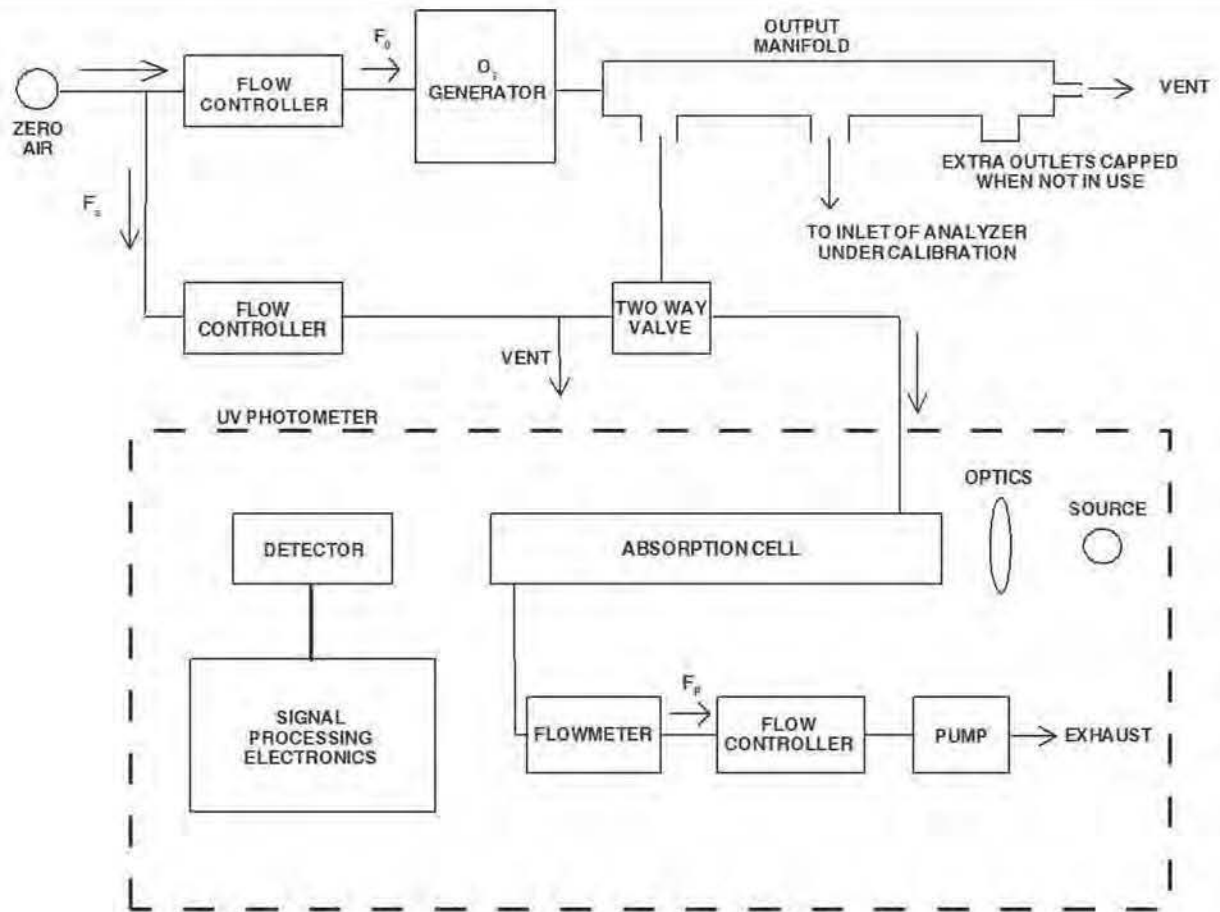 OUTPUT
MANIFOLD
F₀
O₃
GENERATOR
FLOW
CONTROLLER
VENT
ZERO
AIR
EXTRA OUTLETS CAPPED
WHEN NOT IN USE
TO INLET OF ANALYZER
UNDER CALIBRATION
FLOW
CONTROLLER
TWO WAY
VALVE
VENT
UV PHOTOMETER
OPTICS
SOURCE
DETECTOR
ABSORPTION CELL
SIGNAL
PROCESSING
ELECTRONICS
FLOWMETER
FLOW
CONTROLLER
PUMP
EXHAUST